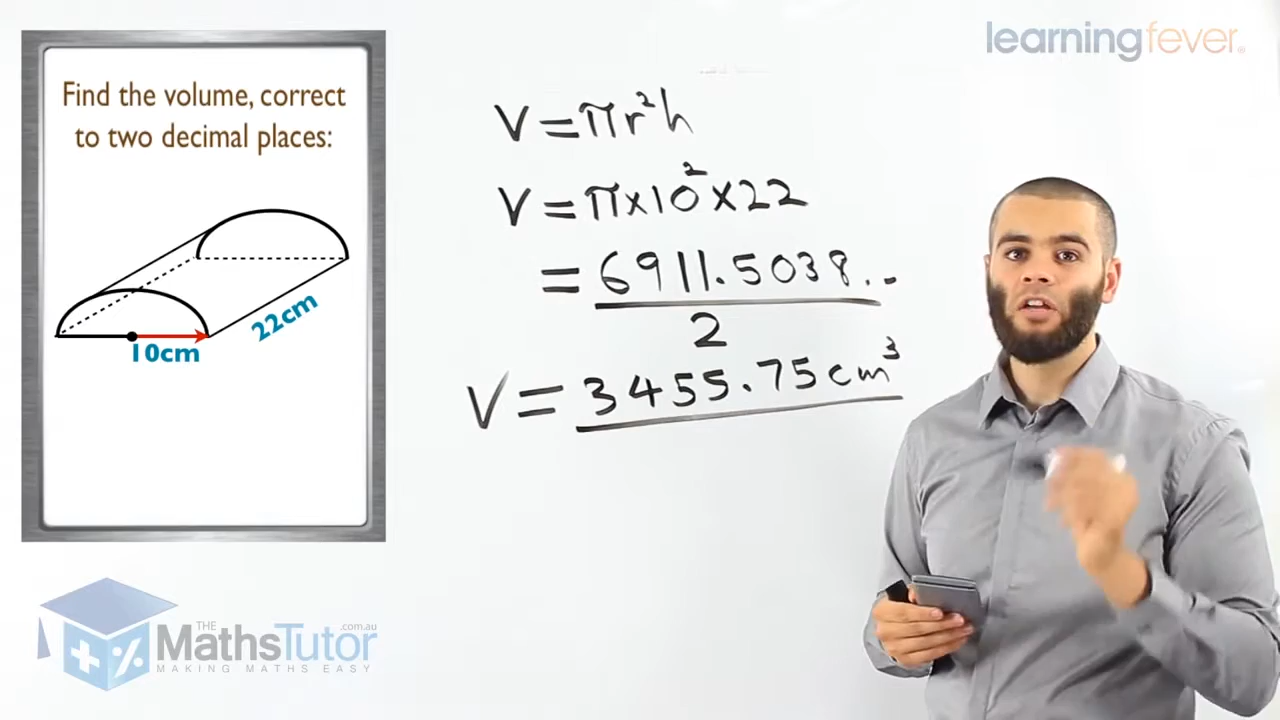 learningfever.
Find the volume, correct
to two decimal places:
10cm
22cm
V=πr²h
V=π×10²×22
=6911.5038...
2
V=3455.75cm³
THE
MathsTutor
.com.au
MAKING MATHS EASY